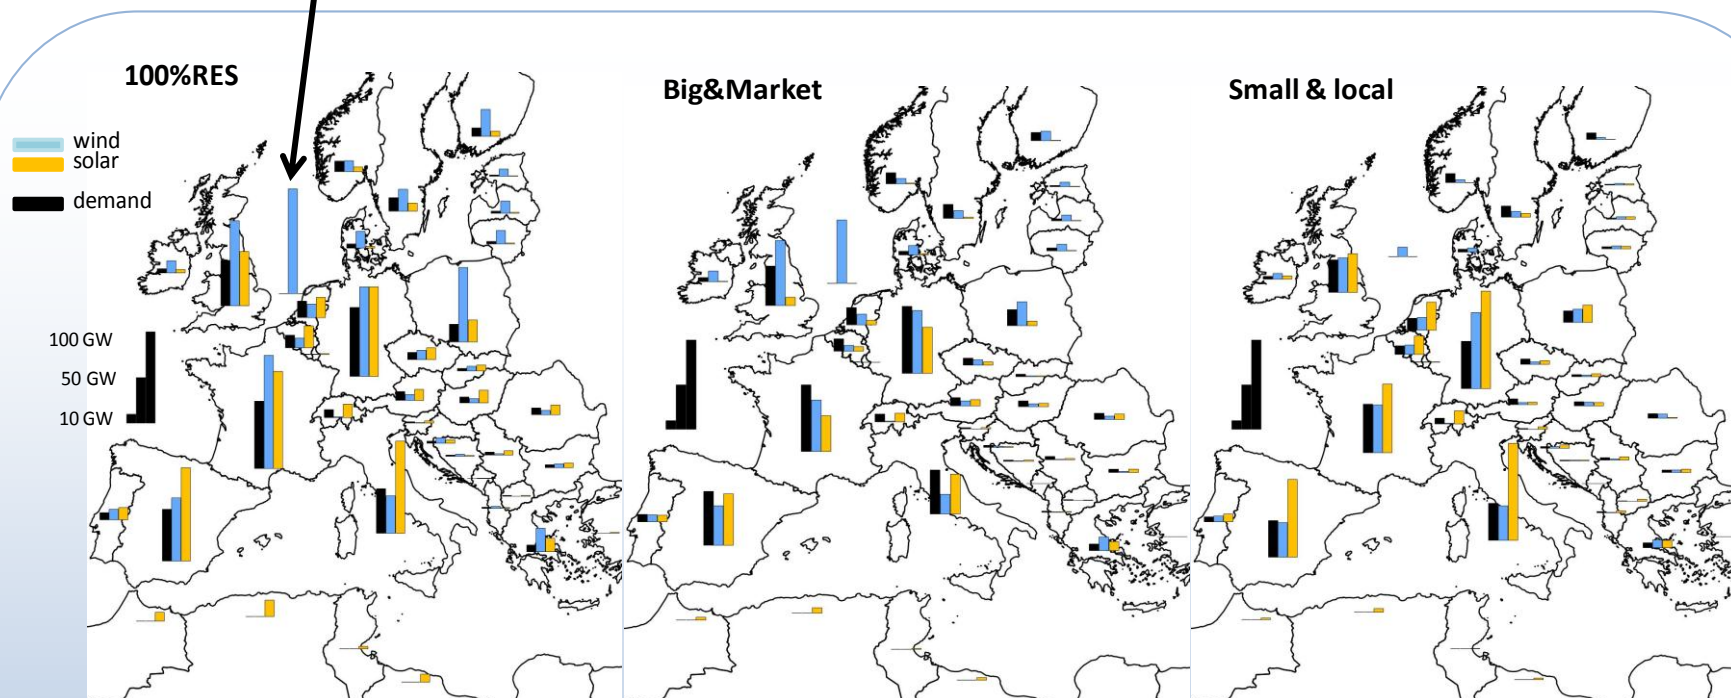 100%RES
Big&Market
Small & local
wind
solar
demand
100 GW
50 GW
10 GW